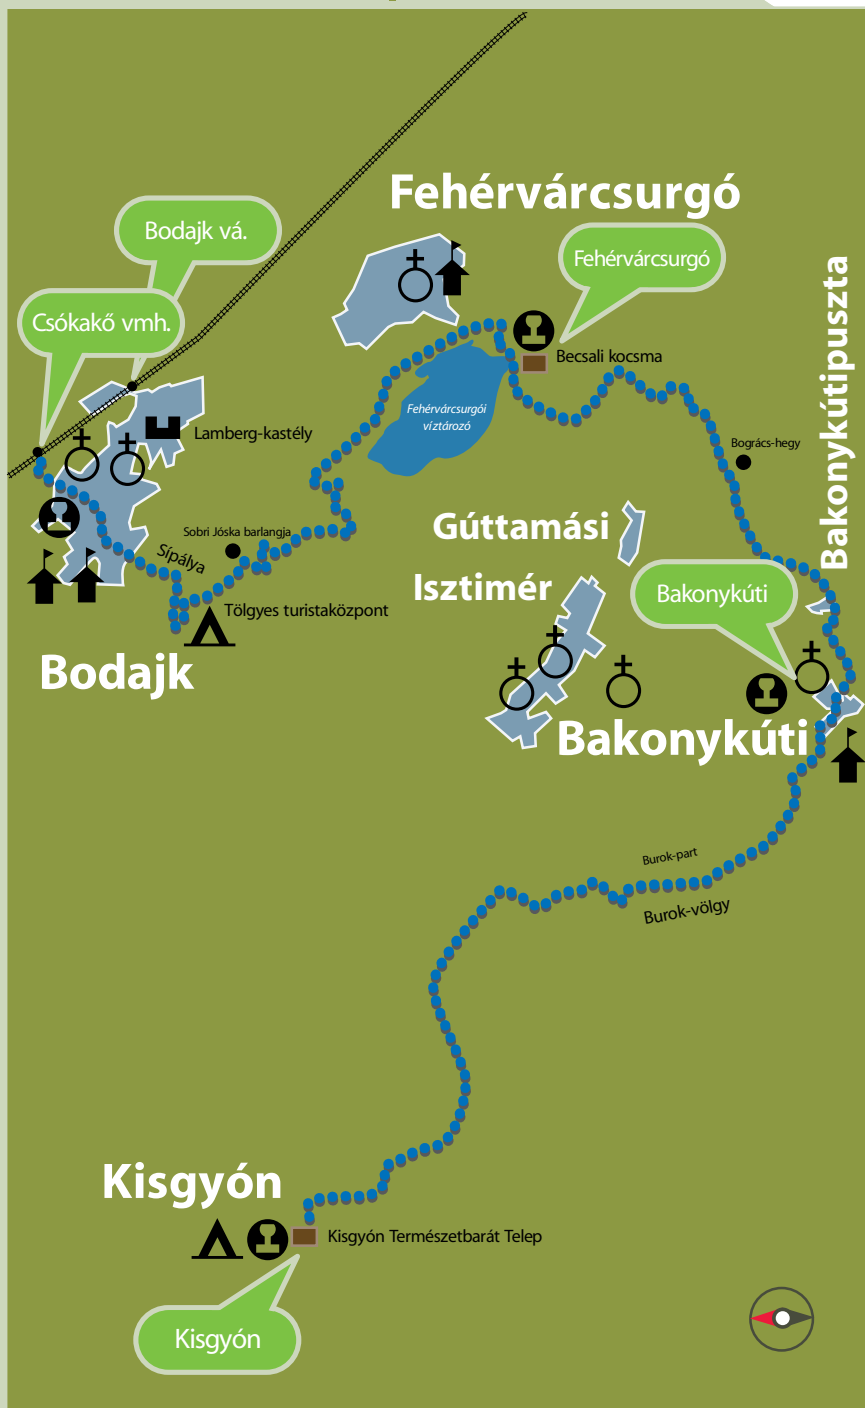 Fehérvárcsurgó
Bodajk vá.
Fehérvárcsurgó
Csókakő vmh.
Becsali kocsma
Bakonykútipuszta
Fehérvárcsurgói
víztározó
Lamberg-kastély
Bogrács-hegy
Gúttamási
Sobri Jóska barlangja
Sípálya
Isztimér
Bakonykúti
Tölgyes turistaközpont
Bodajk
Bakonykúti
Burok-part
Burok-völgy
Kisgyón
Kisgyón Természetbarát Telep
Kisgyón